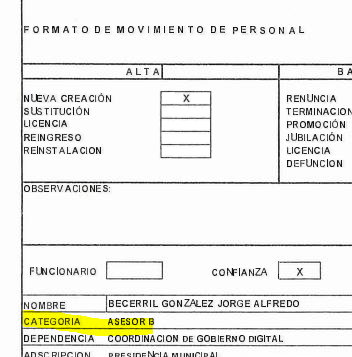 FORMATO DE MOVIMIENTO DE PERSONAL
ALTA BA
NUEVA CREACIÓN X RENUNCIA
SUSTITUCIÓN TERMINACION
LICENCIA PROMOCIÓN
REINGRESO JUBILACIÓN
REINSTALACION LICENCIA
DEFUNCION
OBSERVACIONES:
FUNCIONARIO CONFIANZA X
NOMBRE BECERRIL GONZÁLEZ JORGE ALFREDO
CATEGORIA ASESOR B
DEPENDENCIA COORDINACION DE GOBIERNO DIGITAL
ADSCRIPCION PRESIDENCIA MUNICIPAL